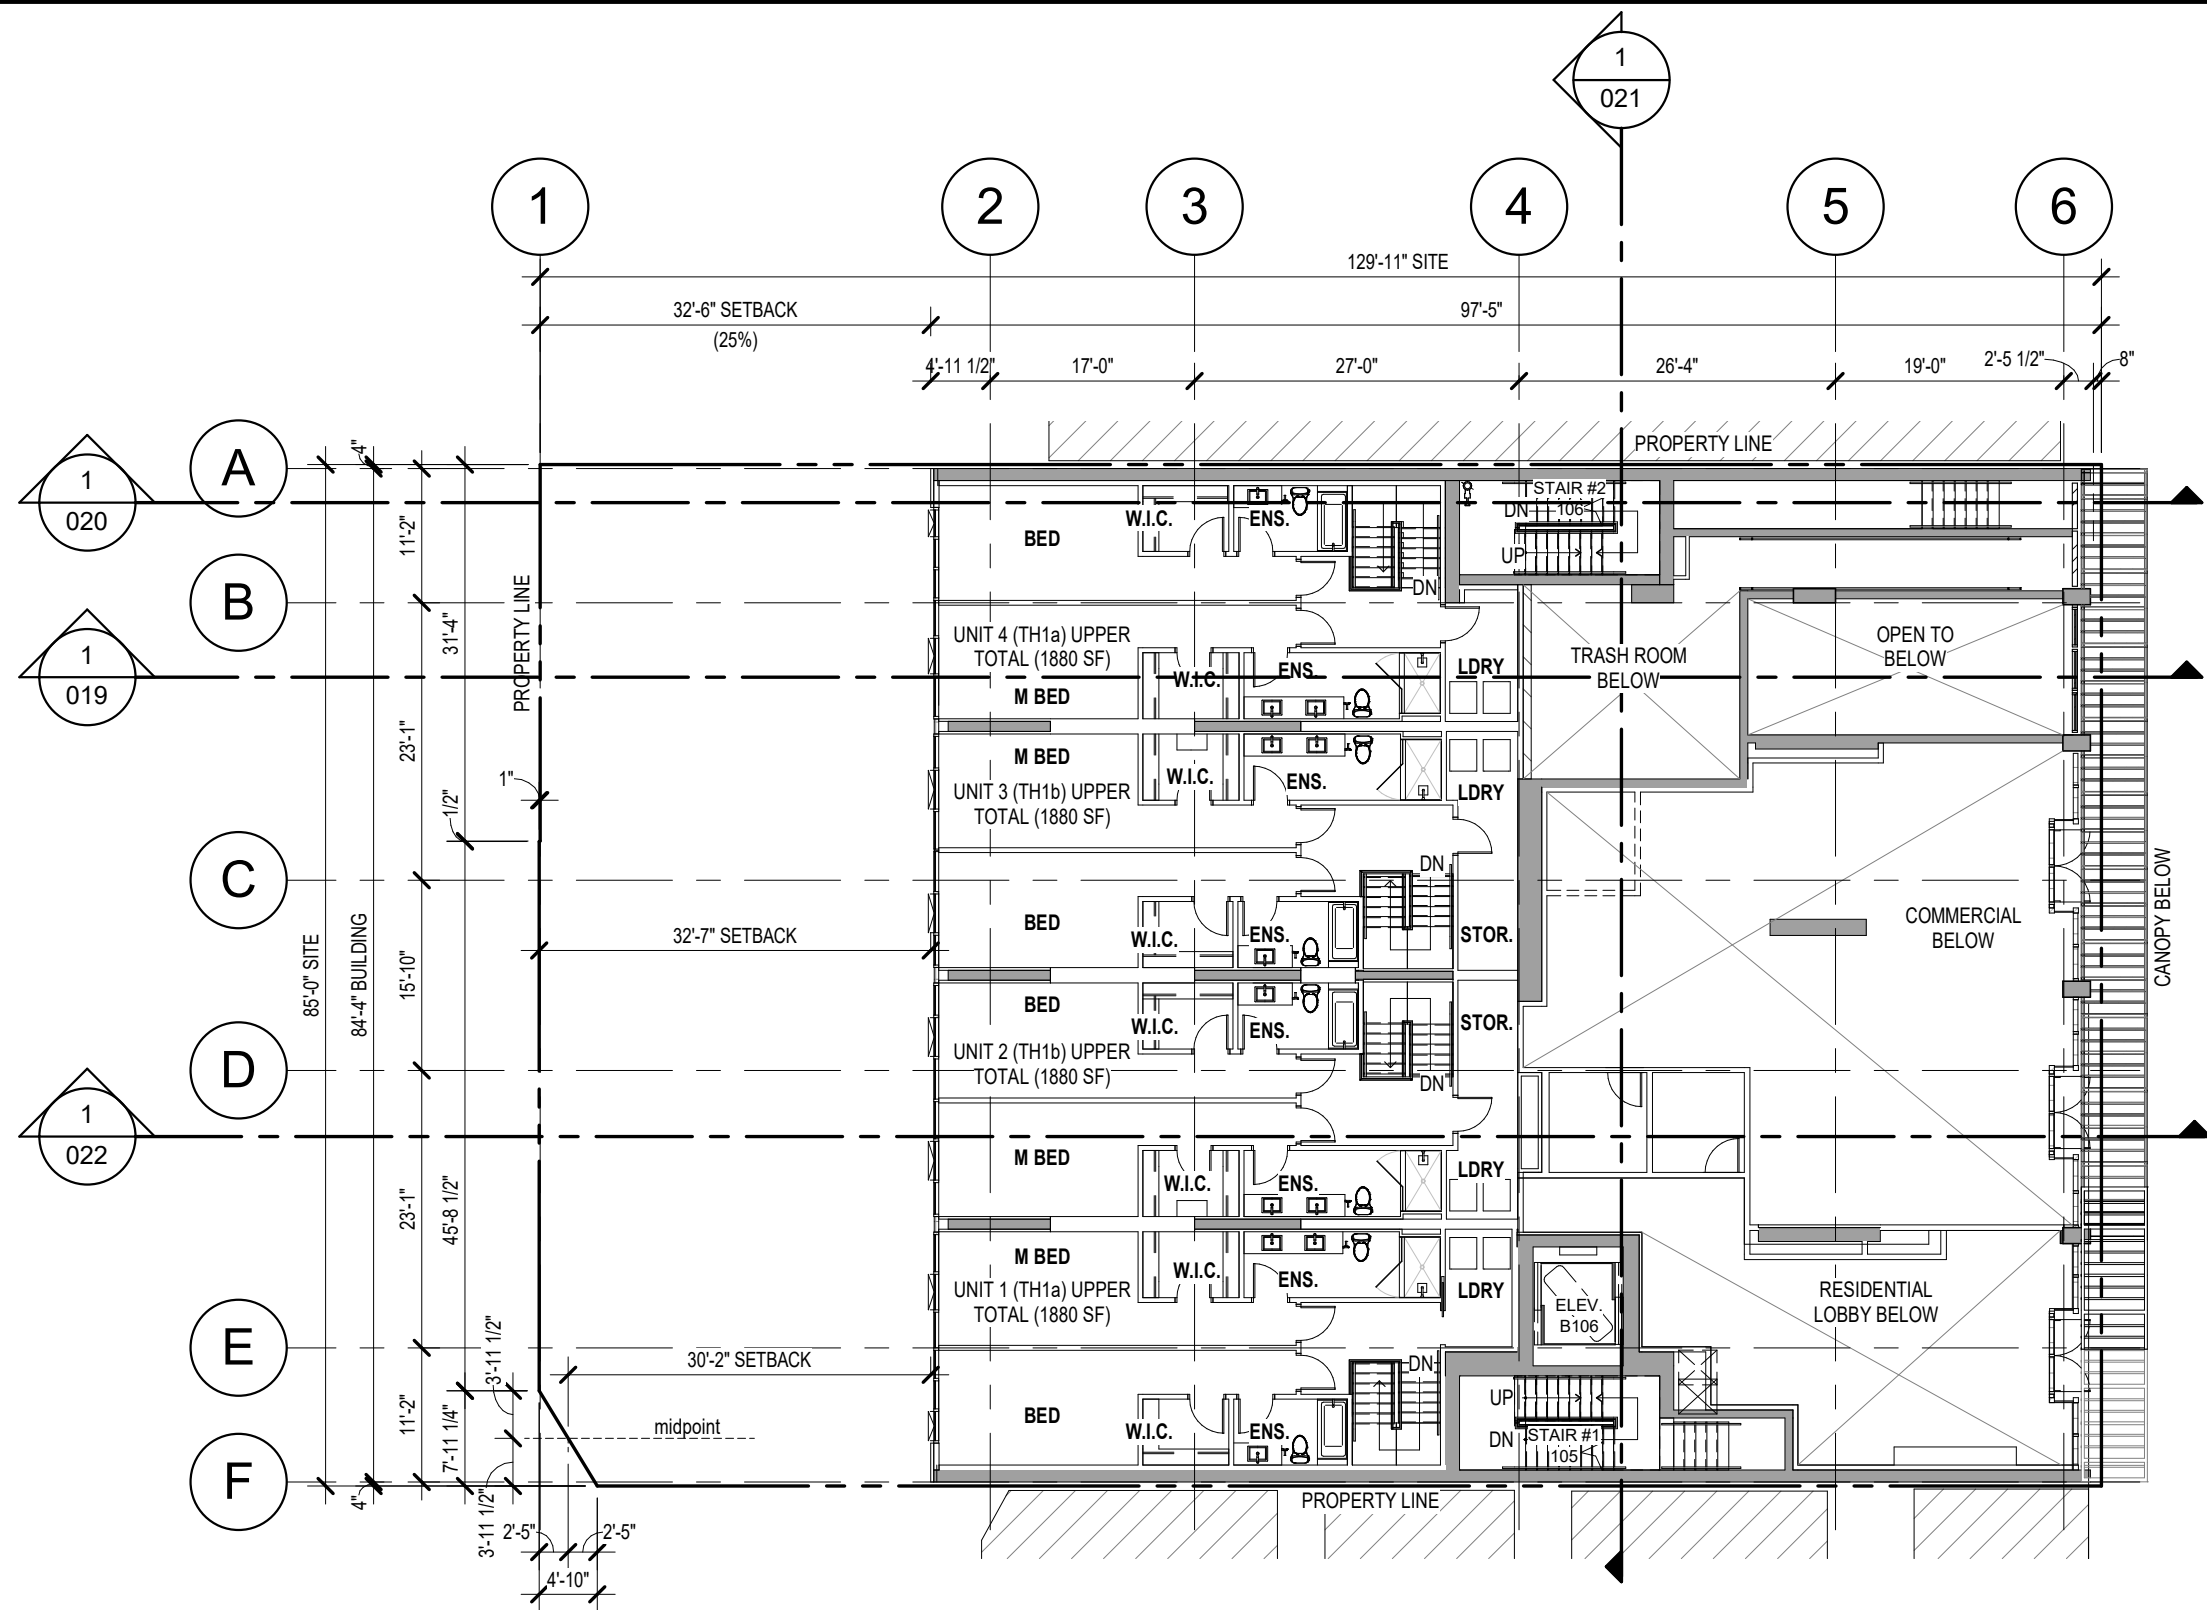 1
021
1
2
3
4
5
6
129'-11" SITE
32'-6" SETBACK
(25%)
97'-5"
4'-11 1/2"
17'-0"
27'-0"
26'-4"
19'-0"
2'-5 1/2"
8"
PROPERTY LINE
A
B
C
D
E
F
1
020
1
019
1
022
4"
11'-2"
31'-4"
23'-1"
1/2"
1"
PROPERTY LINE
85'-0" SITE
84'-4" BUILDING
15'-10"
23'-1"
45'-8 1/2"
11'-2"
7'-11 1/4"
3'-11 1/2"
3'-11 1/2"
4"
2'-5"
2'-5"
4'-10"
32'-7" SETBACK
30'-2" SETBACK
midpoint
BED
W.I.C.
ENS.
DN
UNIT 4 (TH1a) UPPER
TOTAL (1880 SF)
M BED
W.I.C.
ENS.
LDRY
M BED
UNIT 3 (TH1b) UPPER
TOTAL (1880 SF)
W.I.C.
ENS.
LDRY
DN
BED
W.I.C.
ENS.
STOR.
BED
W.I.C.
ENS.
STOR.
UNIT 2 (TH1b) UPPER
TOTAL (1880 SF)
DN
M BED
W.I.C.
ENS.
LDRY
M BED
UNIT 1 (TH1a) UPPER
TOTAL (1880 SF)
W.I.C.
ENS.
LDRY
DN
BED
W.I.C.
ENS.
STAIR #2
106
DN
UP
TRASH ROOM
BELOW
OPEN TO
BELOW
COMMERCIAL
BELOW
CANOPY BELOW
RESIDENTIAL
LOBBY BELOW
ELEV.
B106
UP
DN
STAIR #1
105
PROPERTY LINE